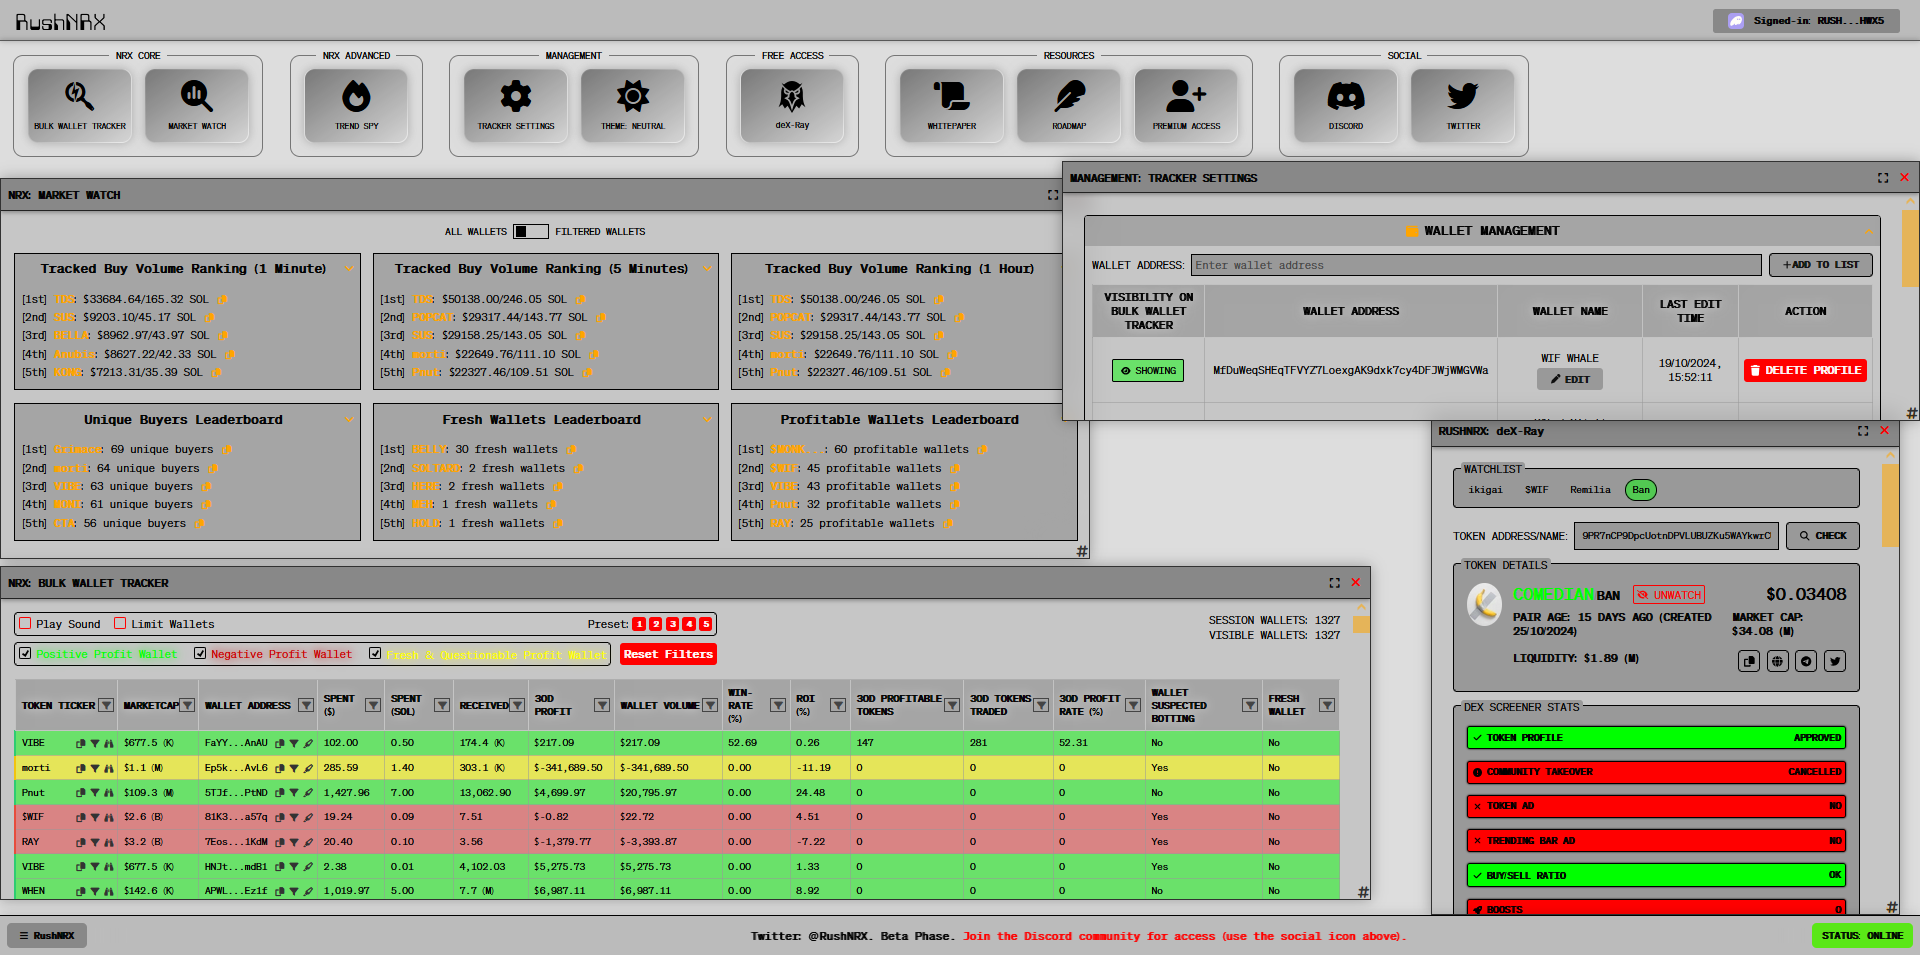 RushNRX
Signed-in: RUSH...HWX5
NRX CORE
BULK WALLET TRACKER
MARKET WATCH
NRX ADVANCED
TREND SPY
MANAGEMENT
TRACKER SETTINGS
THEME: NEUTRAL
FREE ACCESS
deX-Ray
RESOURCES
WHITEPAPER
ROADMAP
PREMIUM ACCESS
SOCIAL
DISCORD
TWITTER
NRX: MARKET WATCH
ALL WALLETS
FILTERED WALLETS
Tracked Buy Volume Ranking (1 Minute)
[1st] TDS: $33684.64/165.32 SOL
[2nd] SUS: $9203.10/45.17 SOL
[3rd] BELLA: $8962.97/43.97 SOL
[4th] Anubis: $8627.22/42.33 SOL
[5th] : $7213.31/35.39 SOL
Tracked Buy Volume Ranking (5 Minutes)
[1st] TDS: $50138.00/246.05 SOL
[2nd] POPCAT: $29317.44/143.77 SOL
[3rd] SUS: $29158.25/143.05 SOL
[4th] morti: $22649.76/111.10 SOL
[5th] Pnut: $22327.46/109.51 SOL
Tracked Buy Volume Ranking (1 Hour)
[1st] TDS: $50138.00/246.05 SOL
[2nd] POPCAT: $29317.44/143.77 SOL
[3rd] SUS: $29158.25/143.05 SOL
[4th] morti: $22649.76/111.10 SOL
[5th] Pnut: $22327.46/109.51 SOL
Unique Buyers Leaderboard
[1st] : 69 unique buyers
[2nd] morti: 64 unique buyers
[3rd] VIBE: 63 unique buyers
[4th] : 61 unique buyers
[5th] : 56 unique buyers
Fresh Wallets Leaderboard
[1st] : 30 fresh wallets
[2nd] : 2 fresh wallets
[3rd] : 2 fresh wallets
[4th] : 1 fresh wallets
[5th] : 1 fresh wallets
Profitable Wallets Leaderboard
[1st] : 60 profitable wallets
[2nd] $WIF: 45 profitable wallets
[3rd] VIBE: 43 profitable wallets
[4th] Pnut: 32 profitable wallets
[5th] RAY: 25 profitable wallets
MANAGEMENT: TRACKER SETTINGS
WALLET MANAGEMENT
WALLET ADDRESS:
Enter wallet address
+ADD TO LIST
VISIBILITY ON
BULK WALLET
TRACKER
WALLET ADDRESS
WALLET NAME
LAST EDIT
TIME
ACTION
SHOWING
MfDuWeqSHEqTFVYZ7LoexgAK9dxk7cy4DFJWjWMGVWa
WIF WHALE
EDIT
19/10/2024,
15:52:11
DELETE PROFILE
RUSHNRX: deX-Ray
WATCHLIST
ikigai $WIF Remilia Ban
TOKEN ADDRESS/NAME:
9PR7nCP9DpcUotnDPVLUBUZKu5WAYkwrC
CHECK
TOKEN DETAILS
COMEDIAN BAN
UNWATCH
$0.03408
PAIR AGE: 15 DAYS AGO (CREATED
25/10/2024)
MARKET CAP:
$34.08 (M)
LIQUIDITY: $1.89 (M)
DEX SCREENER STATS
TOKEN PROFILE APPROVED
COMMUNITY TAKEOVER CANCELLED
TOKEN AD NO
TRENDING BAR AD NO
BUY/SELL RATIO OK
BOOSTS 0
NRX: BULK WALLET TRACKER
Play Sound
Limit Wallets
Preset: 1 2 3 4 5
Positive Profit Wallet
Negative Profit Wallet
Fresh & Questionable Profit Wallet
Reset Filters
SESSION WALLETS: 1327
VISIBLE WALLETS: 1327
TOKEN TICKER
MARKETCAP
WALLET ADDRESS
SPENT
($)
SPENT
(SOL)
RECEIVED
30D
PROFIT
WALLET VOLUME
WIN-
RATE
(%)
ROI
(%)
30D PROFITABLE
TOKENS
30D TOKENS
TRADED
30D PROFIT
RATE (%)
WALLET
SUSPECTED
BOTTING
FRESH
WALLET
VIBE $677.5 (K) FaYY...AnAU 102.00 0.50 174.4 (K) $217.09 $217.09 52.69 0.26 147 281 52.31 No No
morti $1.1 (M) Ep5k...AvL6 285.59 1.40 303.1 (K) $-341,689.50 $-341,689.50 0.00 -11.19 0 0 0 Yes No
Pnut $109.3 (M) 5TJf...PtND 1,427.96 7.00 13,062.90 $4,699.97 $20,795.97 0.00 24.48 0 0 0 No No
$WIF $2.6 (B) 81K3...a57q 19.24 0.09 7.51 $-0.82 $22.72 0.00 4.51 0 0 0 Yes No
RAY $3.2 (B) 7Eos...1KdM 20.40 0.10 3.56 $-1,379.77 $-3,393.87 0.00 -7.22 0 0 0 Yes No
VIBE $677.5 (K) HNJt...mdB1 2.38 0.01 4,102.03 $5,275.73 $5,275.73 0.00 1.33 0 0 0 Yes No
WHEN $142.6 (K) APWL...Ez1f 1,019.97 5.00 7.7 (M) $6,987.11 $6,987.11 0.00 8.92 0 0 0 No No
RushNRX
Twitter: @RushNRX. Beta Phase. Join the Discord community for access (use the social icon above).
STATUS: ONLINE